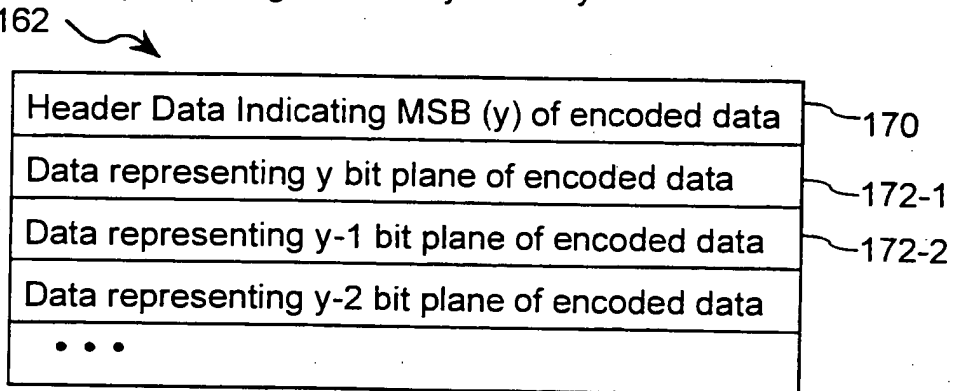 162
Header Data Indicating MSB (y) of encoded data
170
Data representing y bit plane of encoded data
172-1
Data representing y-1 bit plane of encoded data
172-2
Data representing y-2 bit plane of encoded data
• • •